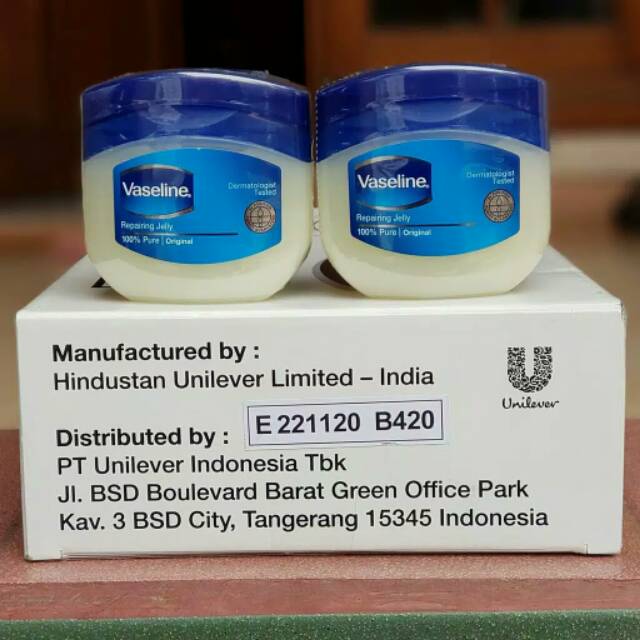 Vaseline.
Dermatologist
Tested
Repairing Jelly
100% Pure | Original
Vaseline.
Dermatologist
Tested
Repairing Jelly
100% Pure | Original
Manufactured by :
Hindustan Unilever Limited – India
Unilever
Distributed by :
E 221120 B420
PT Unilever Indonesia Tbk
Jl. BSD Boulevard Barat Green Office Park
Kav. 3 BSD City, Tangerang 15345 Indonesia